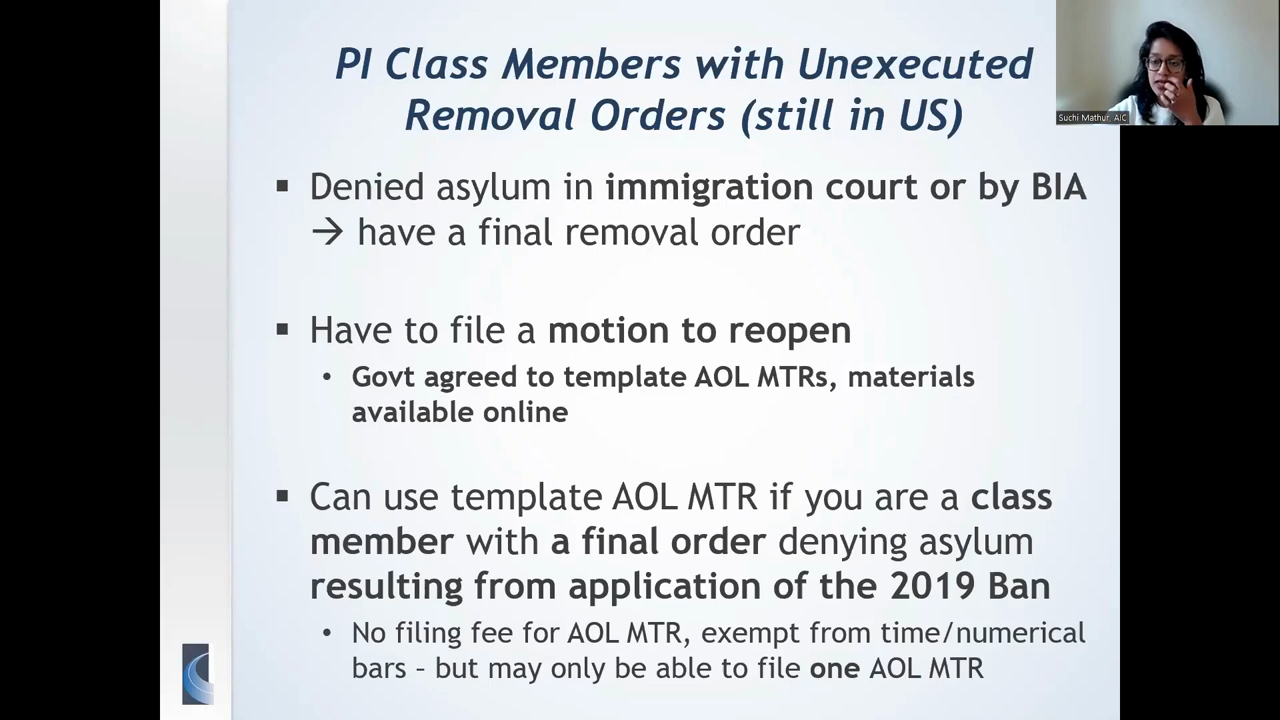 PI Class Members with Unexecuted
Removal Orders (still in US)
Suchi Mathur, AIC
▪ Denied asylum in immigration court or by BIA
→ have a final removal order
▪ Have to file a motion to reopen
• Govt agreed to template AOL MTRs, materials
available online
▪ Can use template AOL MTR if you are a class
member with a final order denying asylum
resulting from application of the 2019 Ban
• No filing fee for AOL MTR, exempt from time/numerical
bars – but may only be able to file one AOL MTR